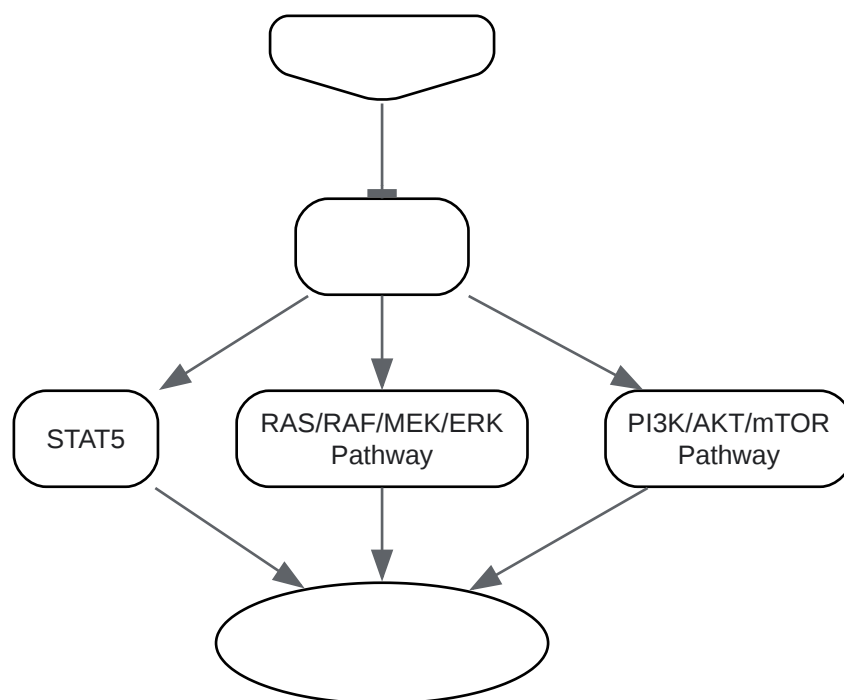 STAT5
RAS/RAF/MEK/ERK
Pathway
PI3K/AKT/mTOR
Pathway